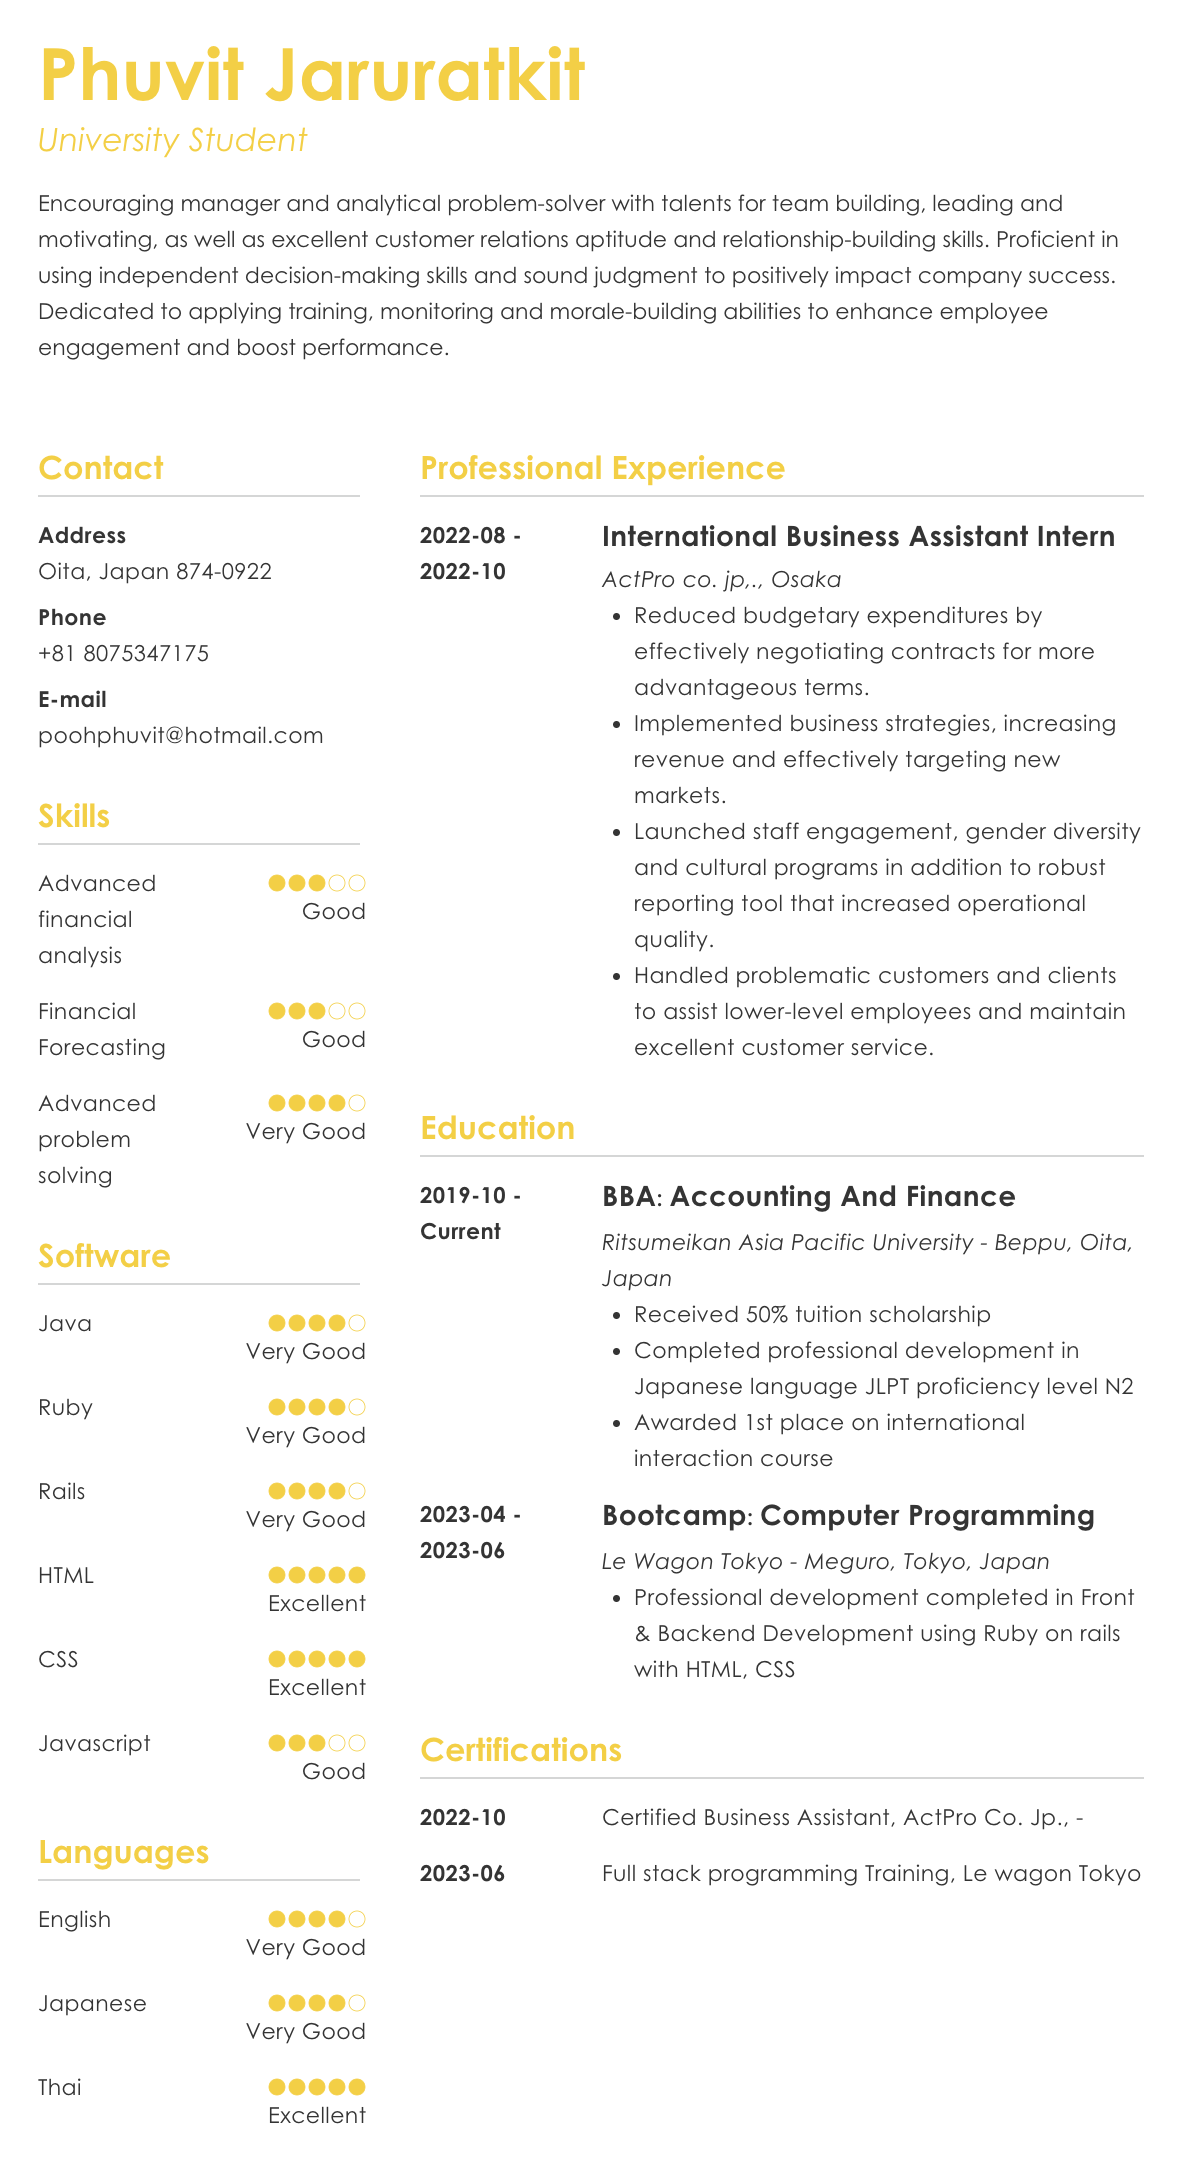 Phuvit Jaruratkit
University Student
Encouraging manager and analytical problem-solver with talents for team building, leading and
motivating, as well as excellent customer relations aptitude and relationship-building skills. Proficient in
using independent decision-making skills and sound judgment to positively impact company success.
Dedicated to applying training, monitoring and morale-building abilities to enhance employee
engagement and boost performance.
Contact
Address
Oita, Japan 874-0922
Phone
+81 8075347175
E-mail
poohphuvit@hotmail.com
Skills
Advanced
financial
analysis
Good
Financial
Forecasting
Good
Advanced
problem
solving
Very Good
Software
Java
Very Good
Ruby
Very Good
Rails
Very Good
HTML
Excellent
CSS
Excellent
Javascript
Good
Languages
English
Very Good
Japanese
Very Good
Thai
Excellent
Professional Experience
2022-08 -
2022-10
International Business Assistant Intern
ActPro co. jp,., Osaka
• Reduced budgetary expenditures by
effectively negotiating contracts for more
advantageous terms.
• Implemented business strategies, increasing
revenue and effectively targeting new
markets.
• Launched staff engagement, gender diversity
and cultural programs in addition to robust
reporting tool that increased operational
quality.
• Handled problematic customers and clients
to assist lower-level employees and maintain
excellent customer service.
Education
2019-10 -
Current
BBA: Accounting And Finance
Ritsumeikan Asia Pacific University - Beppu, Oita,
Japan
• Received 50% tuition scholarship
• Completed professional development in
Japanese language JLPT proficiency level N2
• Awarded 1st place on international
interaction course
2023-04 -
2023-06
Bootcamp: Computer Programming
Le Wagon Tokyo - Meguro, Tokyo, Japan
• Professional development completed in Front
& Backend Development using Ruby on rails
with HTML, CSS
Certifications
2022-10 Certified Business Assistant, ActPro Co. Jp., -
2023-06 Full stack programming Training, Le wagon Tokyo